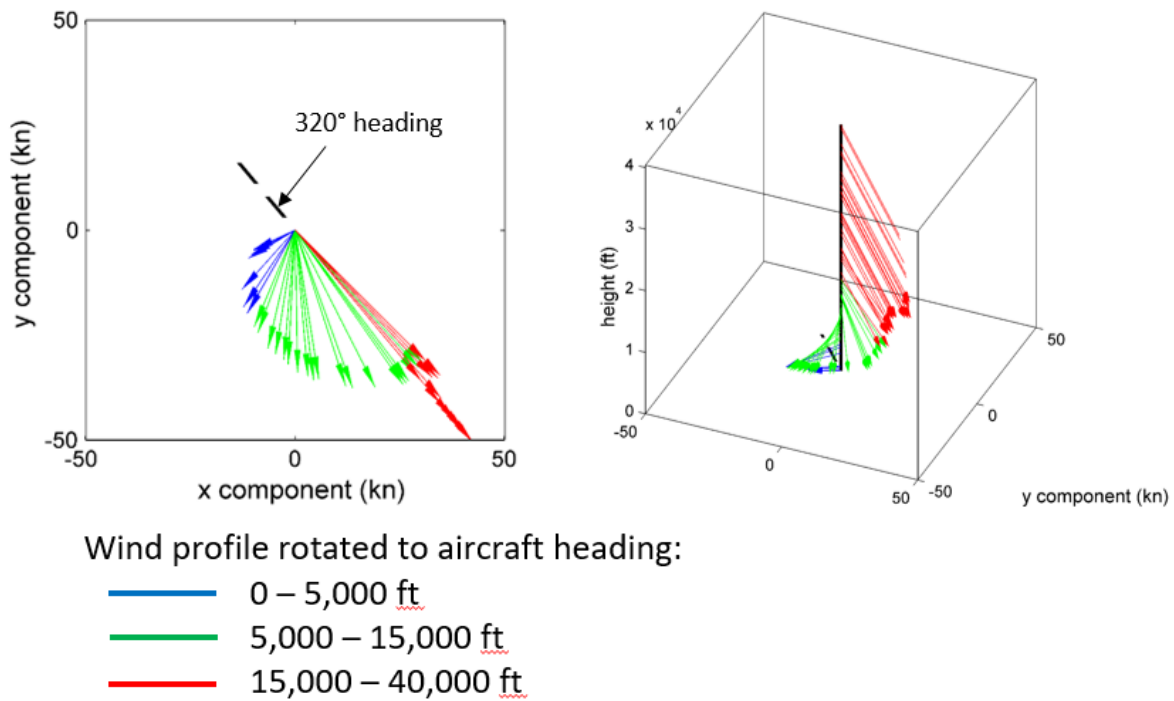 50
0
-50
-50
0
50
y component (kn)
x component (kn)
320° heading
x 10⁴
4
3
2
1
0
height (ft)
-50
0
50
-50
0
50
y component (kn)
Wind profile rotated to aircraft heading:
0 – 5,000 ft
5,000 – 15,000 ft
15,000 – 40,000 ft